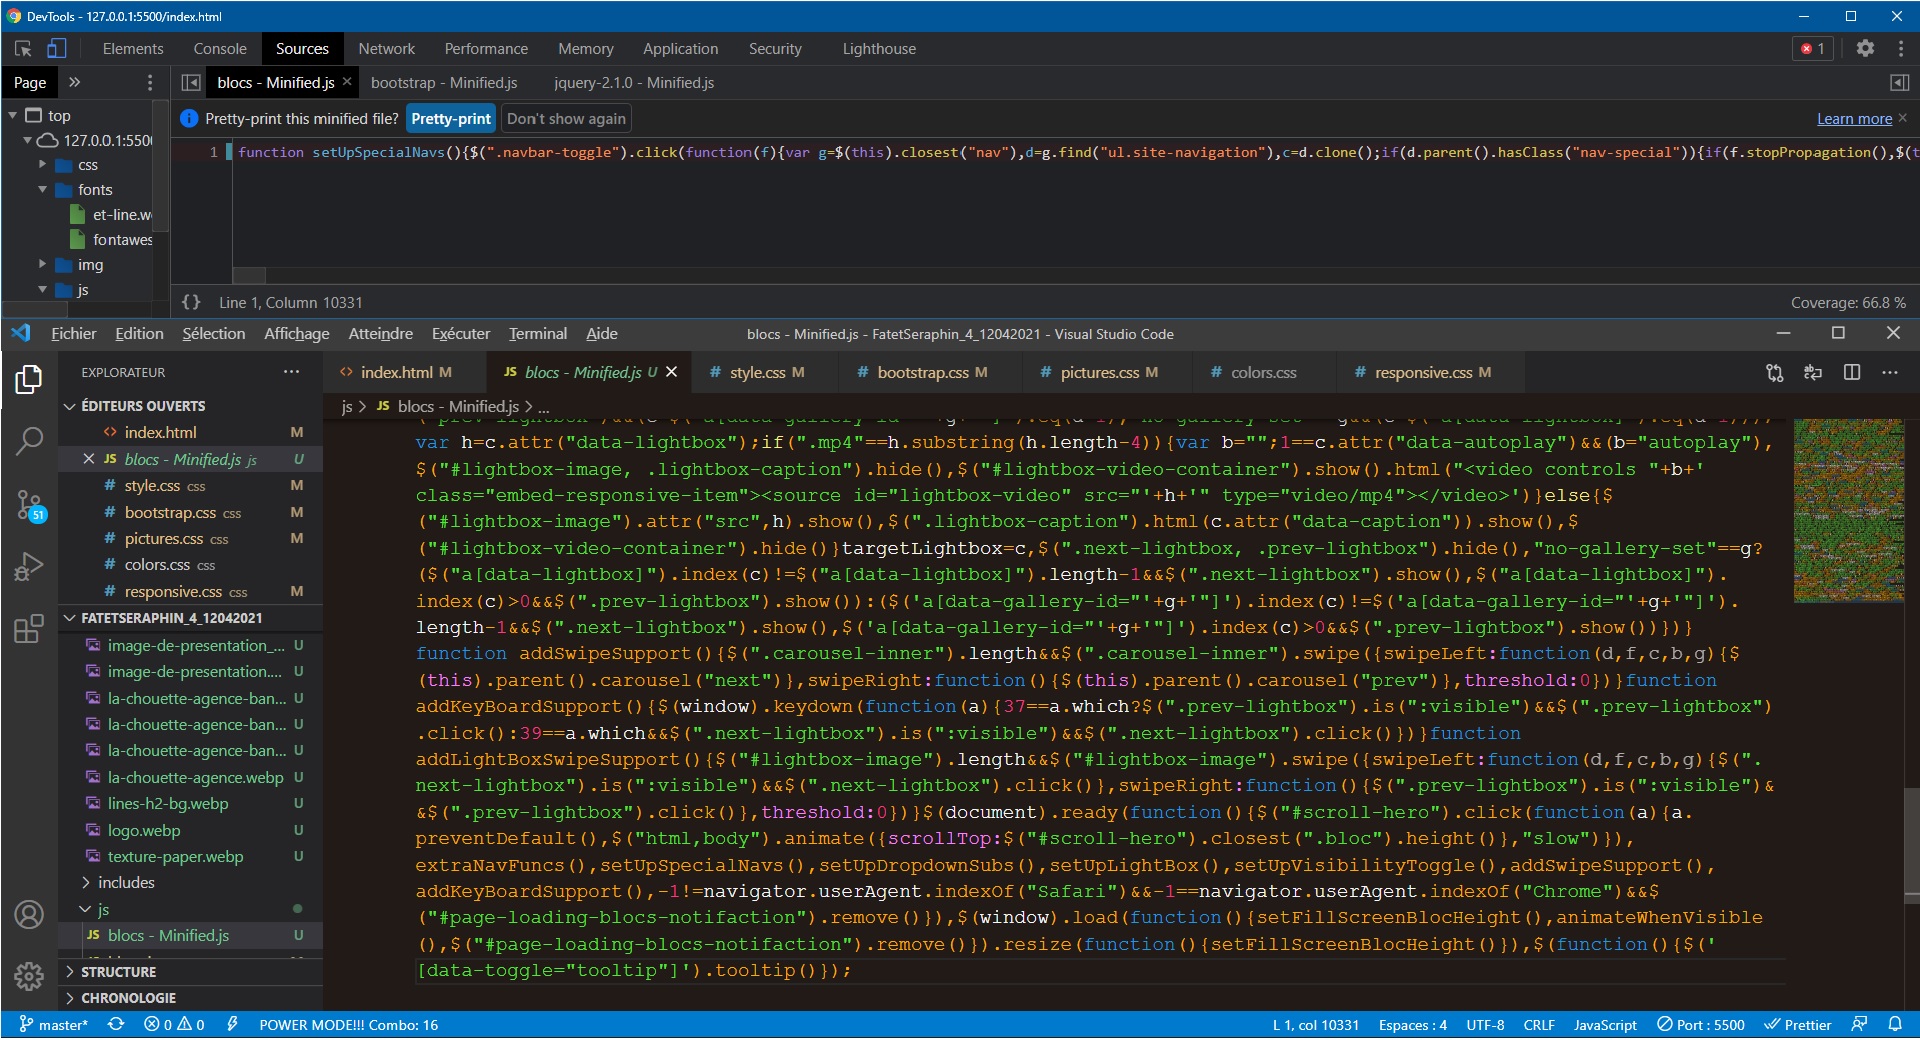 DevTools - 127.0.0.1:5500/index.html
Elements Console Sources Network Performance Memory Application Security Lighthouse 1
Page blocs - Minified.js bootstrap - Minified.js jquery-2.1.0 - Minified.js
top
127.0.0.1:5500
css
fonts
et-line.w
fontawes
img
js
Pretty-print this minified file? Pretty-print Don't show again Learn more
1 function setUpSpecialNavs(){$(".navbar-toggle").click(function(f){var g=$(this).closest("nav"),d=g.find("ul.site-navigation"),c=d.clone();if(d.parent().hasClass("nav-special")){if(f.stopPropagation(),$(t
{} Line 1, Column 10331 Coverage: 66.8 %
Fichier Edition Sélection Affichage Atteindre Exécuter Terminal Aide blocs - Minified.js - FatetSeraphin_4_12042021 - Visual Studio Code
EXPLORATEUR ···
ÉDITEURS OUVERTS
index.html M
blocs - Minified.js js U
style.css css M
bootstrap.css css M
pictures.css css M
colors.css css
responsive.css css M
51
FATETSERAPHIN_4_12042021
image-de-presentation_... U
image-de-presentation.... U
la-chouette-agence-ban... U
la-chouette-agence-ban... U
la-chouette-agence-ban... U
la-chouette-agence.webp U
lines-h2-bg.webp U
logo.webp U
texture-paper.webp U
includes
js
JS blocs - Minified.js U
STRUCTURE
CHRONOLOGIE
index.html M JS blocs - Minified.js U # style.css M # bootstrap.css M # pictures.css M # colors.css # responsive.css M
js > JS blocs - Minified.js > ...
var h=c.attr("data-lightbox");if(".mp4"==h.substring(h.length-4)){var b="";1==c.attr("data-autoplay")&&(b="autoplay"),
$("#lightbox-image, .lightbox-caption").hide(),$("#lightbox-video-container").show().html("<video controls "+b+'
class="embed-responsive-item"><source id="lightbox-video" src="'+h+'" type="video/mp4"></video>')}else{$
("#lightbox-image").attr("src",h).show(),$(".lightbox-caption").html(c.attr("data-caption")).show(),$
("#lightbox-video-container").hide()}targetLightbox=c,$(".next-lightbox, .prev-lightbox").hide(),"no-gallery-set"==g?
($("a[data-lightbox]").index(c)!=$("a[data-lightbox]").length-1&&$(".next-lightbox").show(),$("a[data-lightbox]").
index(c)>0&&$(".prev-lightbox").show()):($('a[data-gallery-id="'+g+'"]').index(c)!=$('a[data-gallery-id="'+g+'"]').
length-1&&$(".next-lightbox").show(),$('a[data-gallery-id="'+g+'"]').index(c)>0&&$(".prev-lightbox").show())})}
function addSwipeSupport(){$(".carousel-inner").length&&$(".carousel-inner").swipe({swipeLeft:function(d,f,c,b,g){$
(this).parent().carousel("next")},swipeRight:function(){$(this).parent().carousel("prev")},threshold:0})}function
addKeyBoardSupport(){$(window).keydown(function(a){37==a.which?$(".prev-lightbox").is(":visible")&&$(".prev-lightbox")
.click():39==a.which&&$(".next-lightbox").is(":visible")&&$(".next-lightbox").click()})}function
addLightBoxSwipeSupport(){$("#lightbox-image").length&&$("#lightbox-image").swipe({swipeLeft:function(d,f,c,b,g){$(".
next-lightbox").is(":visible")&&$(".next-lightbox").click()},swipeRight:function(){$(".prev-lightbox").is(":visible")&
&$(".prev-lightbox").click()},threshold:0})}$(document).ready(function(){$("#scroll-hero").click(function(a){a.
preventDefault(),$("html,body").animate({scrollTop:$("#scroll-hero").closest(".bloc").height()},"slow")}),
extraNavFuncs(),setUpSpecialNavs(),setUpDropdownSubs(),setUpLightBox(),setUpVisibilityToggle(),addSwipeSupport(),
addKeyBoardSupport(),-1!=navigator.userAgent.indexOf("Safari")&&-1==navigator.userAgent.indexOf("Chrome")&&$
("#page-loading-blocs-notifaction").remove()}),$(window).load(function(){setFillScreenBlocHeight(),animateWhenVisible
(),$("#page-loading-blocs-notifaction").remove()}).resize(function(){setFillScreenBlocHeight()}),$(function(){$('
[data-toggle="tooltip"]').tooltip()});
master* 0 0 POWER MODE!!! Combo: 16 L 1, col 10331 Espaces : 4 UTF-8 CRLF JavaScript Port : 5500 Prettier